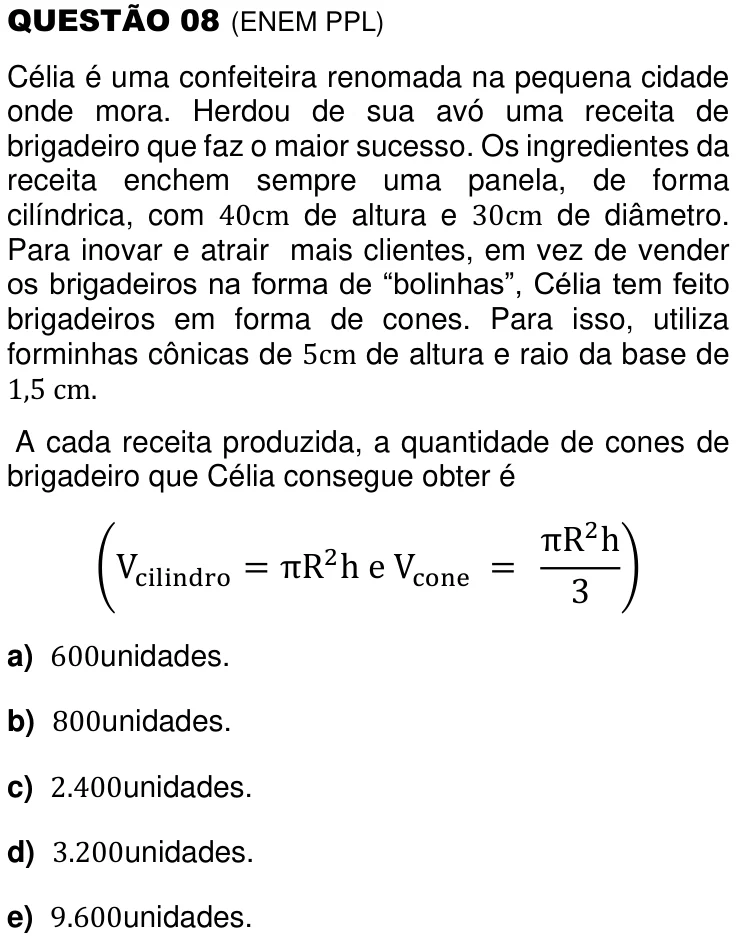 QUESTÃO 08 (ENEM PPL)
Célia é uma confeiteira renomada na pequena cidade
onde mora. Herdou de sua avó uma receita de
brigadeiro que faz o maior sucesso. Os ingredientes da
receita enchem sempre uma panela, de forma
cilíndrica, com 40cm de altura e 30cm de diâmetro.
Para inovar e atrair mais clientes, em vez de vender
os brigadeiros na forma de “bolinhas”, Célia tem feito
brigadeiros em forma de cones. Para isso, utiliza
forminhas cônicas de 5cm de altura e raio da base de
1,5 cm.
A cada receita produzida, a quantidade de cones de
brigadeiro que Célia consegue obter é
(V_cilindro = πR²h e V_cone = πR²h/3)
a) 600unidades.
b) 800unidades.
c) 2.400unidades.
d) 3.200unidades.
e) 9.600unidades.